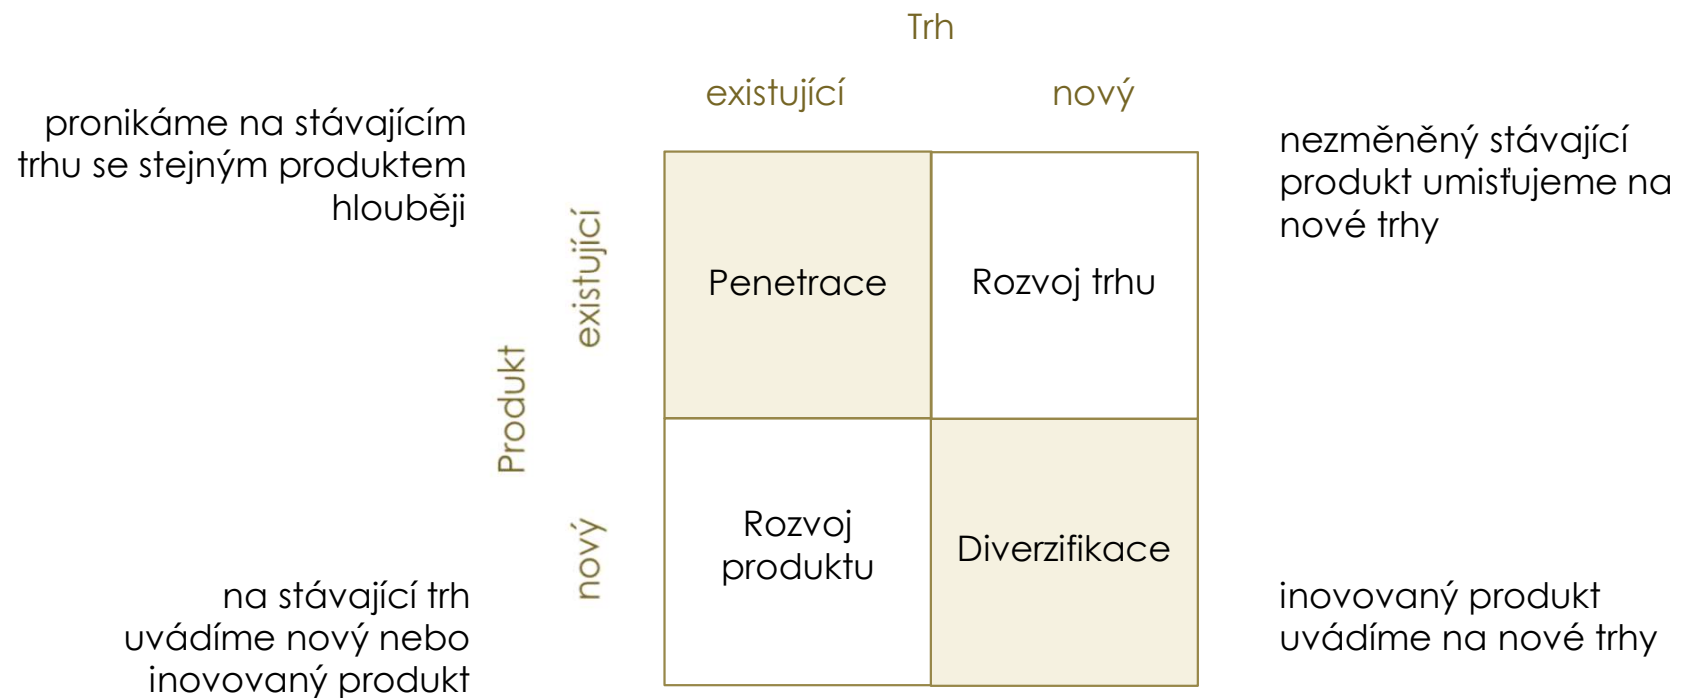 Trh
existující
nový
pronikáme na stávajícím
trhu se stejným produktem
hlouběji
nezměněný stávající
produkt umisťujeme na
nové trhy
Produkt
existující
Penetrace
Rozvoj trhu
nový
Rozvoj
produktu
Diverzifikace
na stávající trh
uvádíme nový nebo
inovovaný produkt
inovovaný produkt
uvádíme na nové trhy